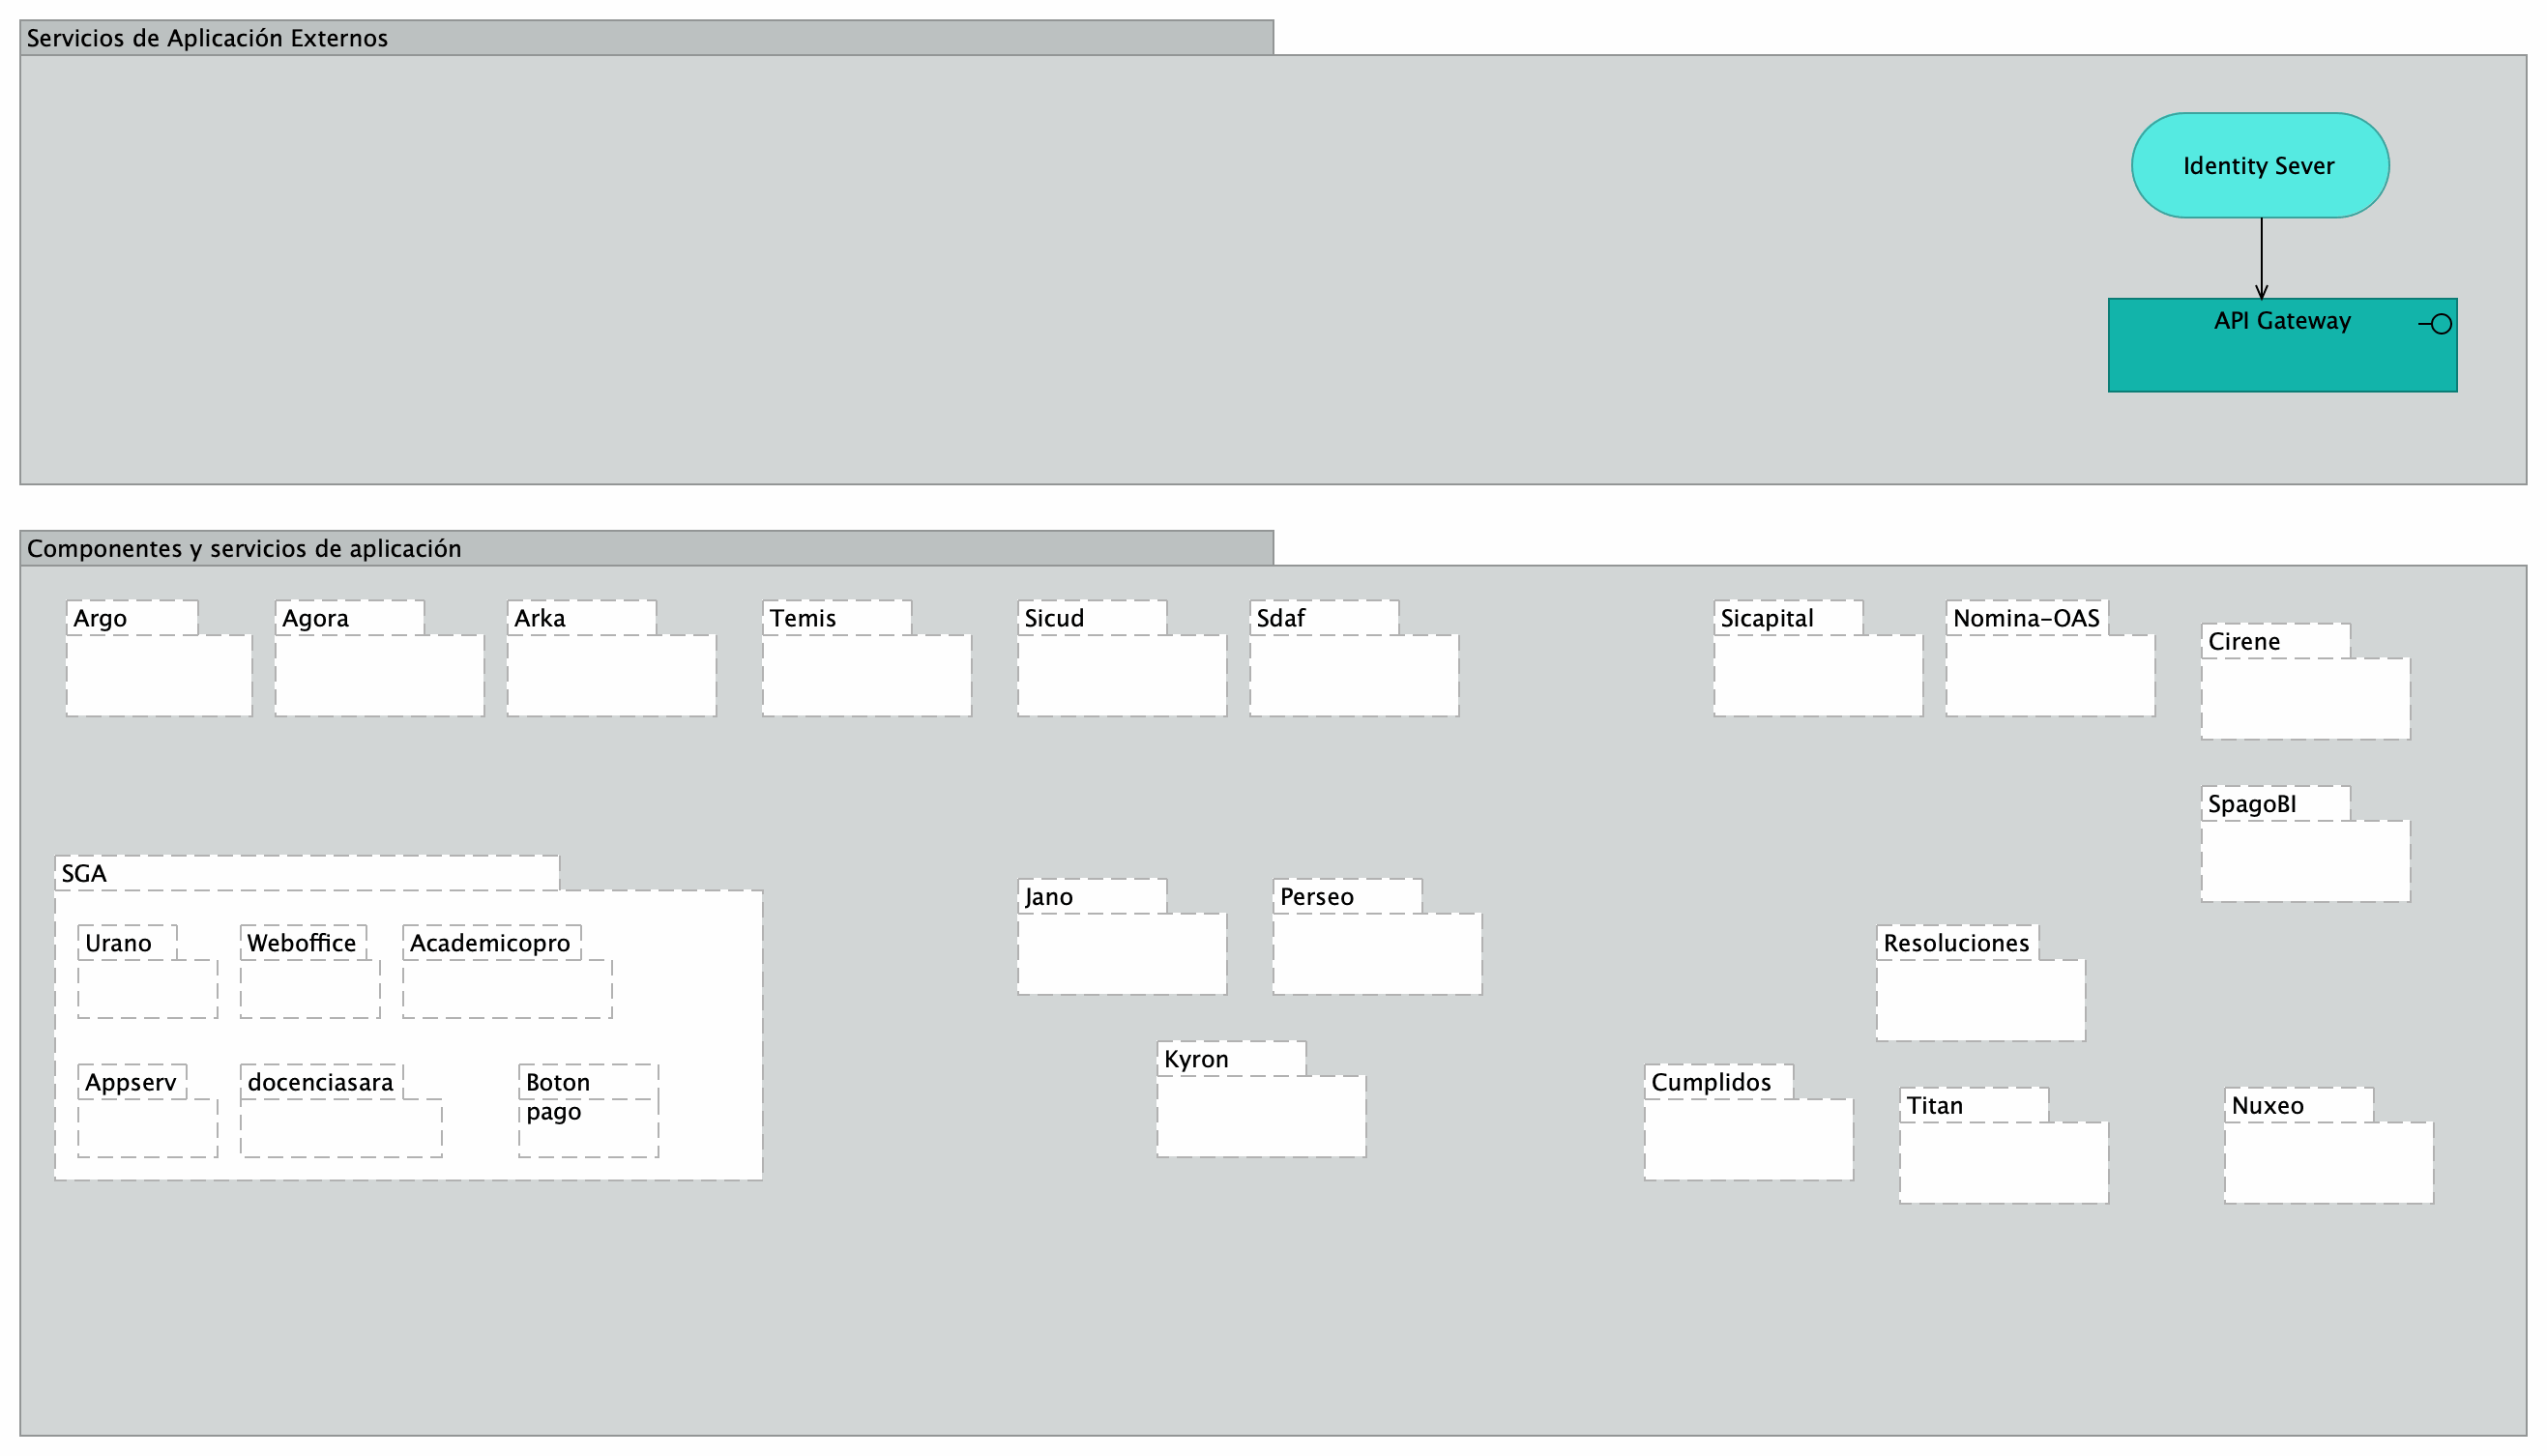 Servicios de Aplicación Externos
Identity Sever
API Gateway
Componentes y servicios de aplicación
Argo
Agora
Arka
Temis
Sicud
Sdaf
Sicapital
Nomina-OAS
Cirene
SpagoBI
SGA
Urano
Weboffice
Academicopro
Appserv
docenciasara
Boton
pago
Jano
Perseo
Kyron
Resoluciones
Cumplidos
Titan
Nuxeo